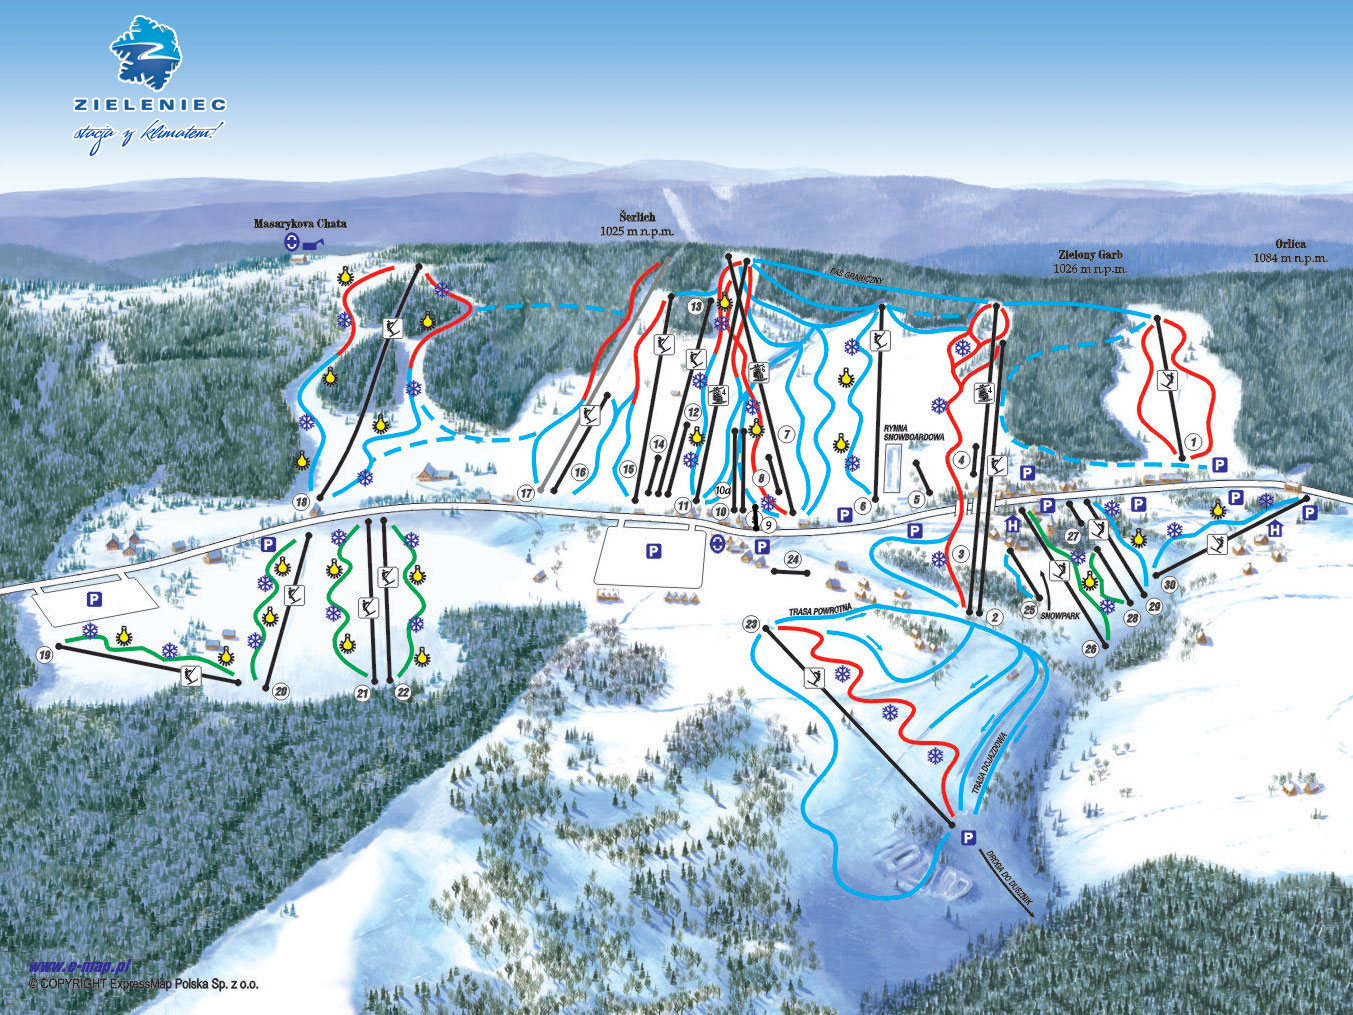 ZIELENIEC
stacja z klimatem!
Masarykova Chata
Šerlich
1025 m n.p.m.
Zielony Garb
1026 m n.p.m.
Orlica
1084 m n.p.m.
PAS GRANICZNY
13
4
6
4
12
7
RYNNA
SNOWBOARDOWA
1
14
8
4
16
15
10a
5
18
17
11
10
6
9
P
P
P
P
P
P
P
P
P
P
P
P
H
H
27
3
24
30
25
SNOWPARK
29
28
26
2
TRASA POWROTNA
23
19
20
21
22
TRASA DOJAZDOWA
P
DROGA DO DUSZNIK
www.e-map.pl
© COPYRIGHT ExpressMap Polska Sp. z o.o.